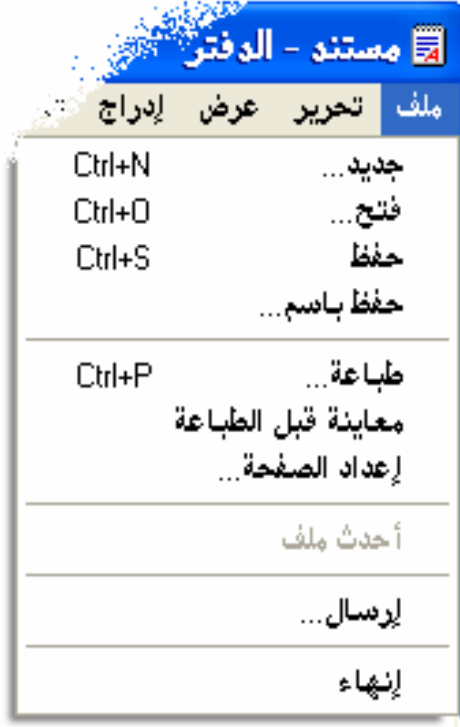 مستند - الدفتر
ملف تحرير عرض إدراج
جديد... Ctrl+N
فتح... Ctrl+O
حفظ Ctrl+S
حفظ باسم...
طباعة... Ctrl+P
معاينة قبل الطباعة
إعداد الصفحة...
أحدث ملف
إرسال...
إنهاء